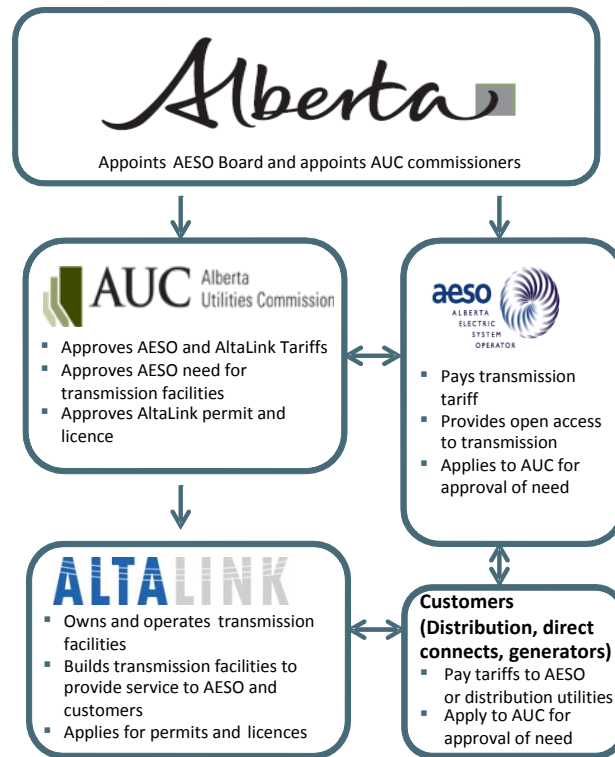 Alberta
Appoints AESO Board and appoints AUC commissioners
AUC Alberta
Utilities Commission
▪ Approves AESO and AltaLink Tariffs
▪ Approves AESO need for
transmission facilities
▪ Approves AltaLink permit and
licence
aeso
ALBERTA
ELECTRIC
SYSTEM
OPERATOR
▪ Pays transmission
tariff
▪ Provides open access
to transmission
▪ Applies to AUC for
approval of need
ALTALINK
▪ Owns and operates transmission
facilities
▪ Builds transmission facilities to
provide service to AESO and
customers
▪ Applies for permits and licences
Customers
(Distribution, direct
connects, generators)
▪ Pay tariffs to AESO
or distribution utilities
▪ Apply to AUC for
approval of need